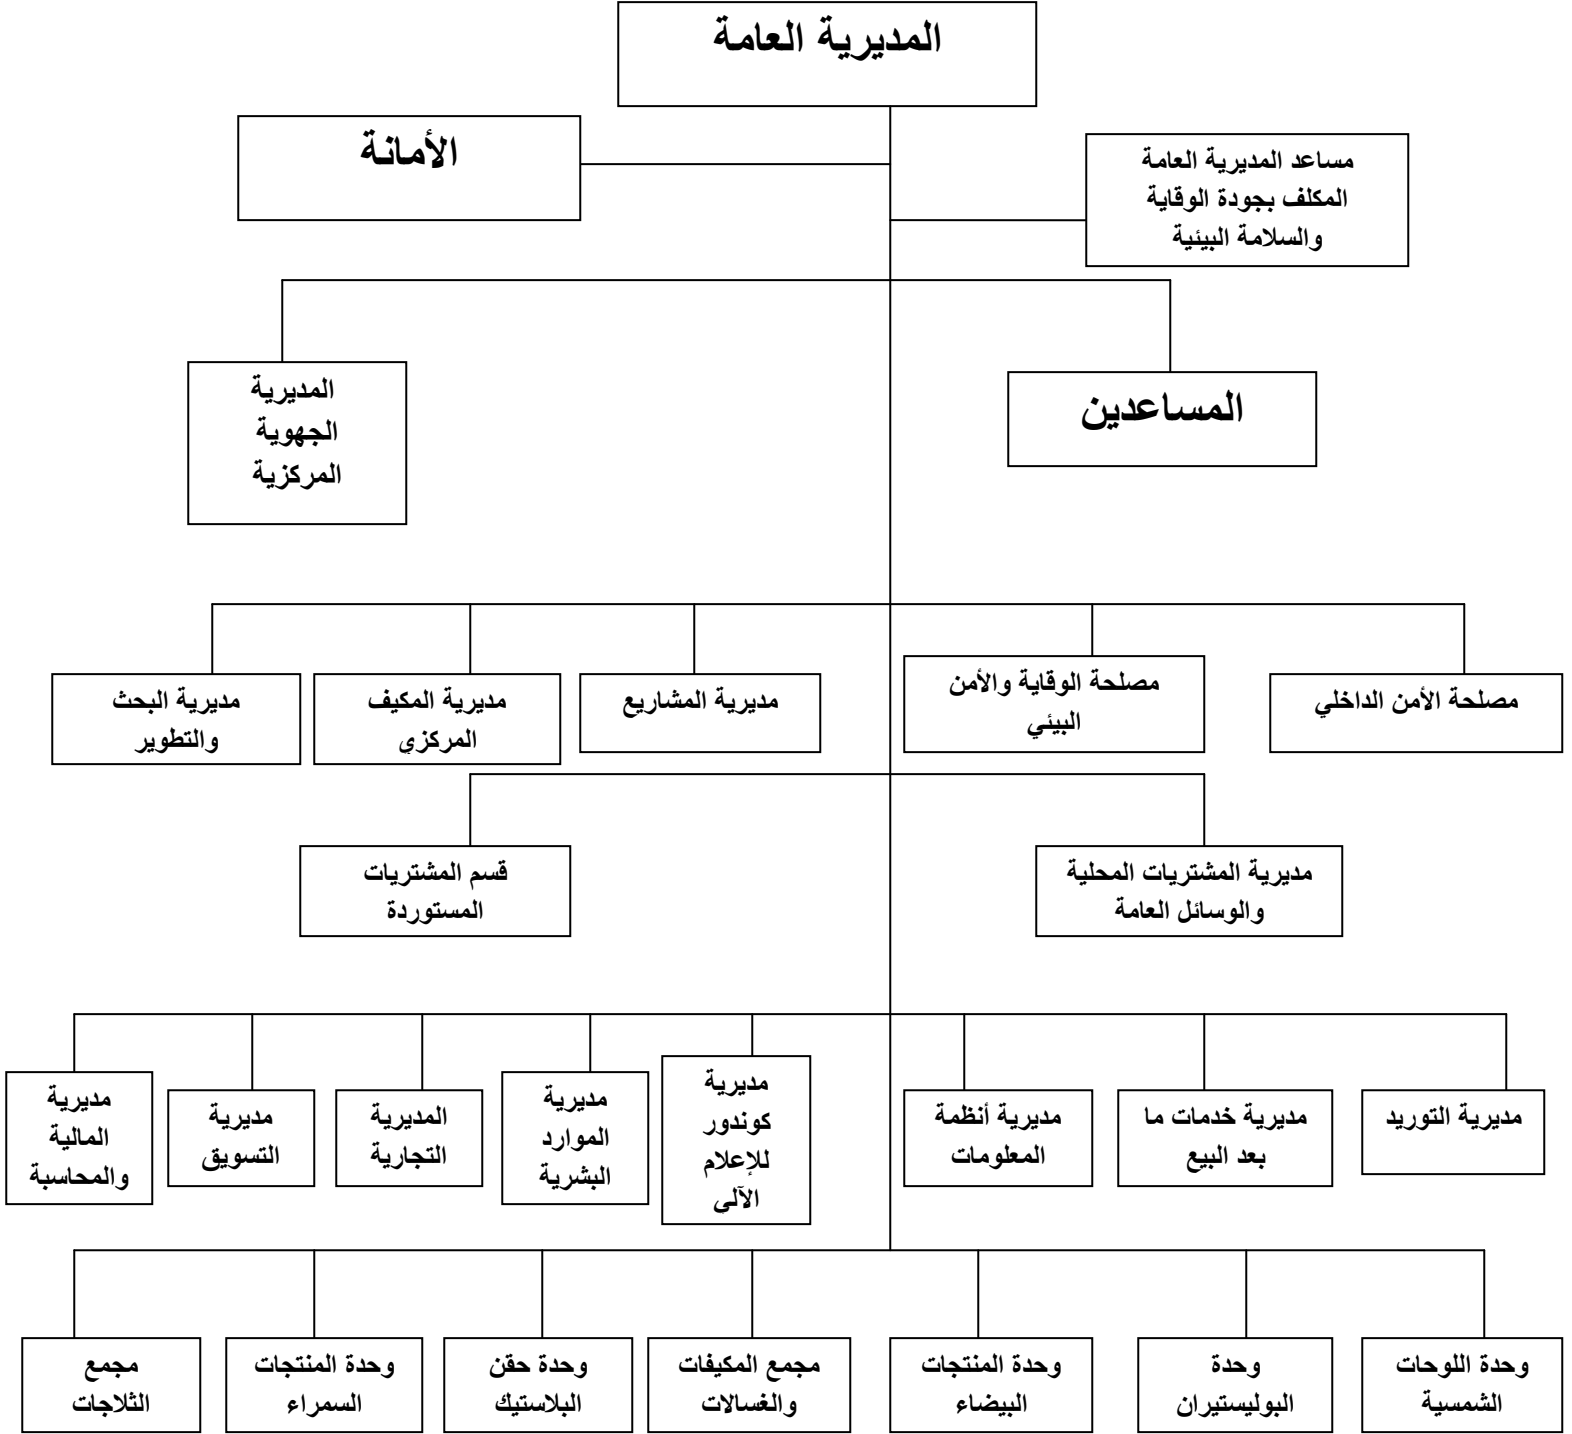 المديرية العامة
الأمانة
مساعد المديرية العامة
المكلف بجودة الوقاية
والسلامة البيئية
المساعدين
المديرية
الجهوية
المركزية
مصلحة الأمن الداخلي
مصلحة الوقاية والأمن
البيئي
مديرية المشاريع
مديرية المكيف
المركزي
مديرية البحث
والتطوير
مديرية المشتريات المحلية
والوسائل العامة
قسم المشتريات
المستوردة
مديرية التوريد
مديرية خدمات ما
بعد البيع
مديرية أنظمة
المعلومات
مديرية
كوندور
للإعلام
الآلى
مديرية
الموارد
البشرية
المديرية
التجارية
مديرية
التسويق
مديرية
المالية
والمحاسبة
وحدة اللوحات
الشمسية
وحدة
البوليستيران
وحدة المنتجات
البيضاء
مجمع المكيفات
والغسالات
وحدة حقن
البلاستيك
وحدة المنتجات
السمراء
مجمع
الثلاجات